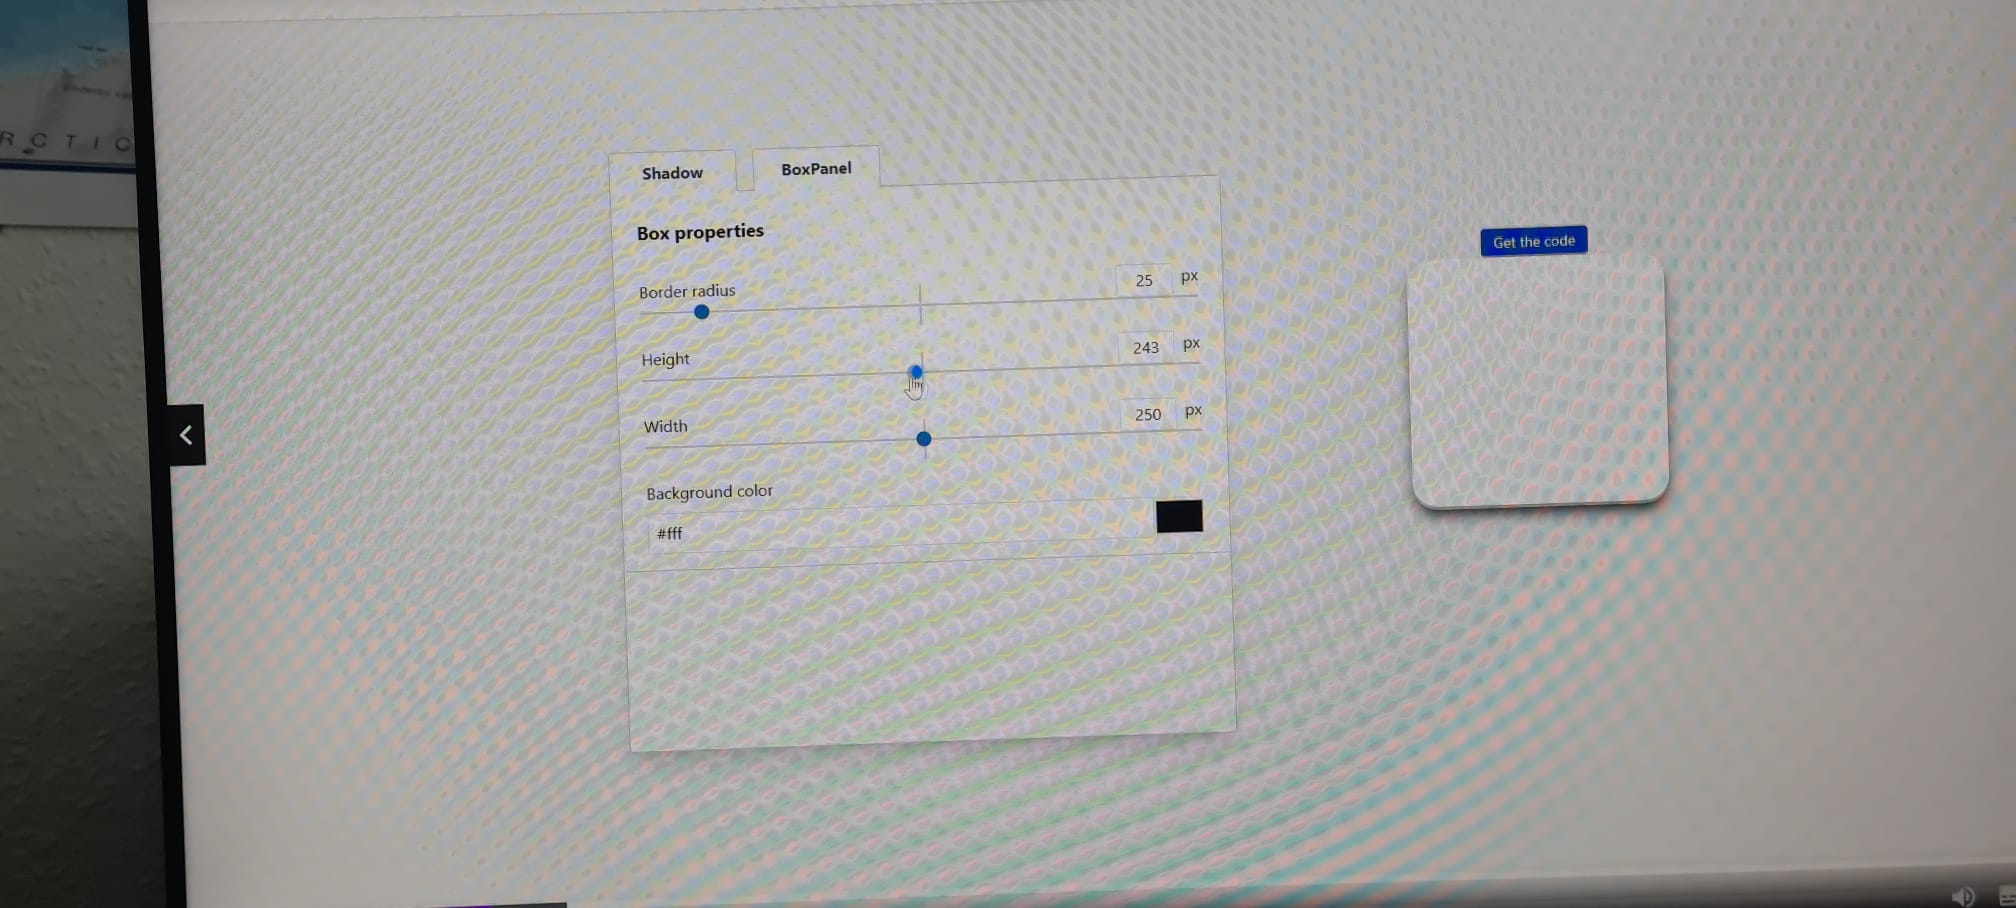 RCTIC
Shadow
BoxPanel
Box properties
Border radius
25 px
Height
243 px
Width
250 px
Background color
#fff
Get the code